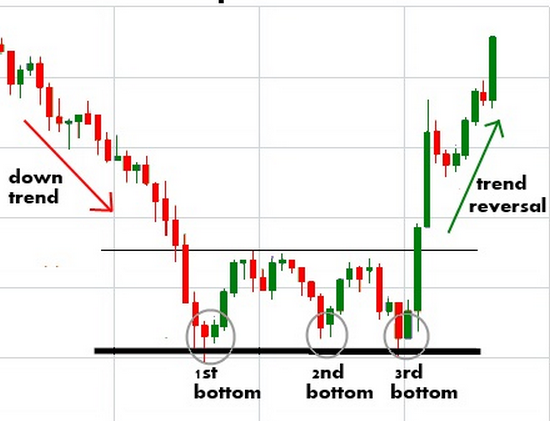 down
trend
trend
reversal
1st
bottom
2nd
bottom
3rd
bottom